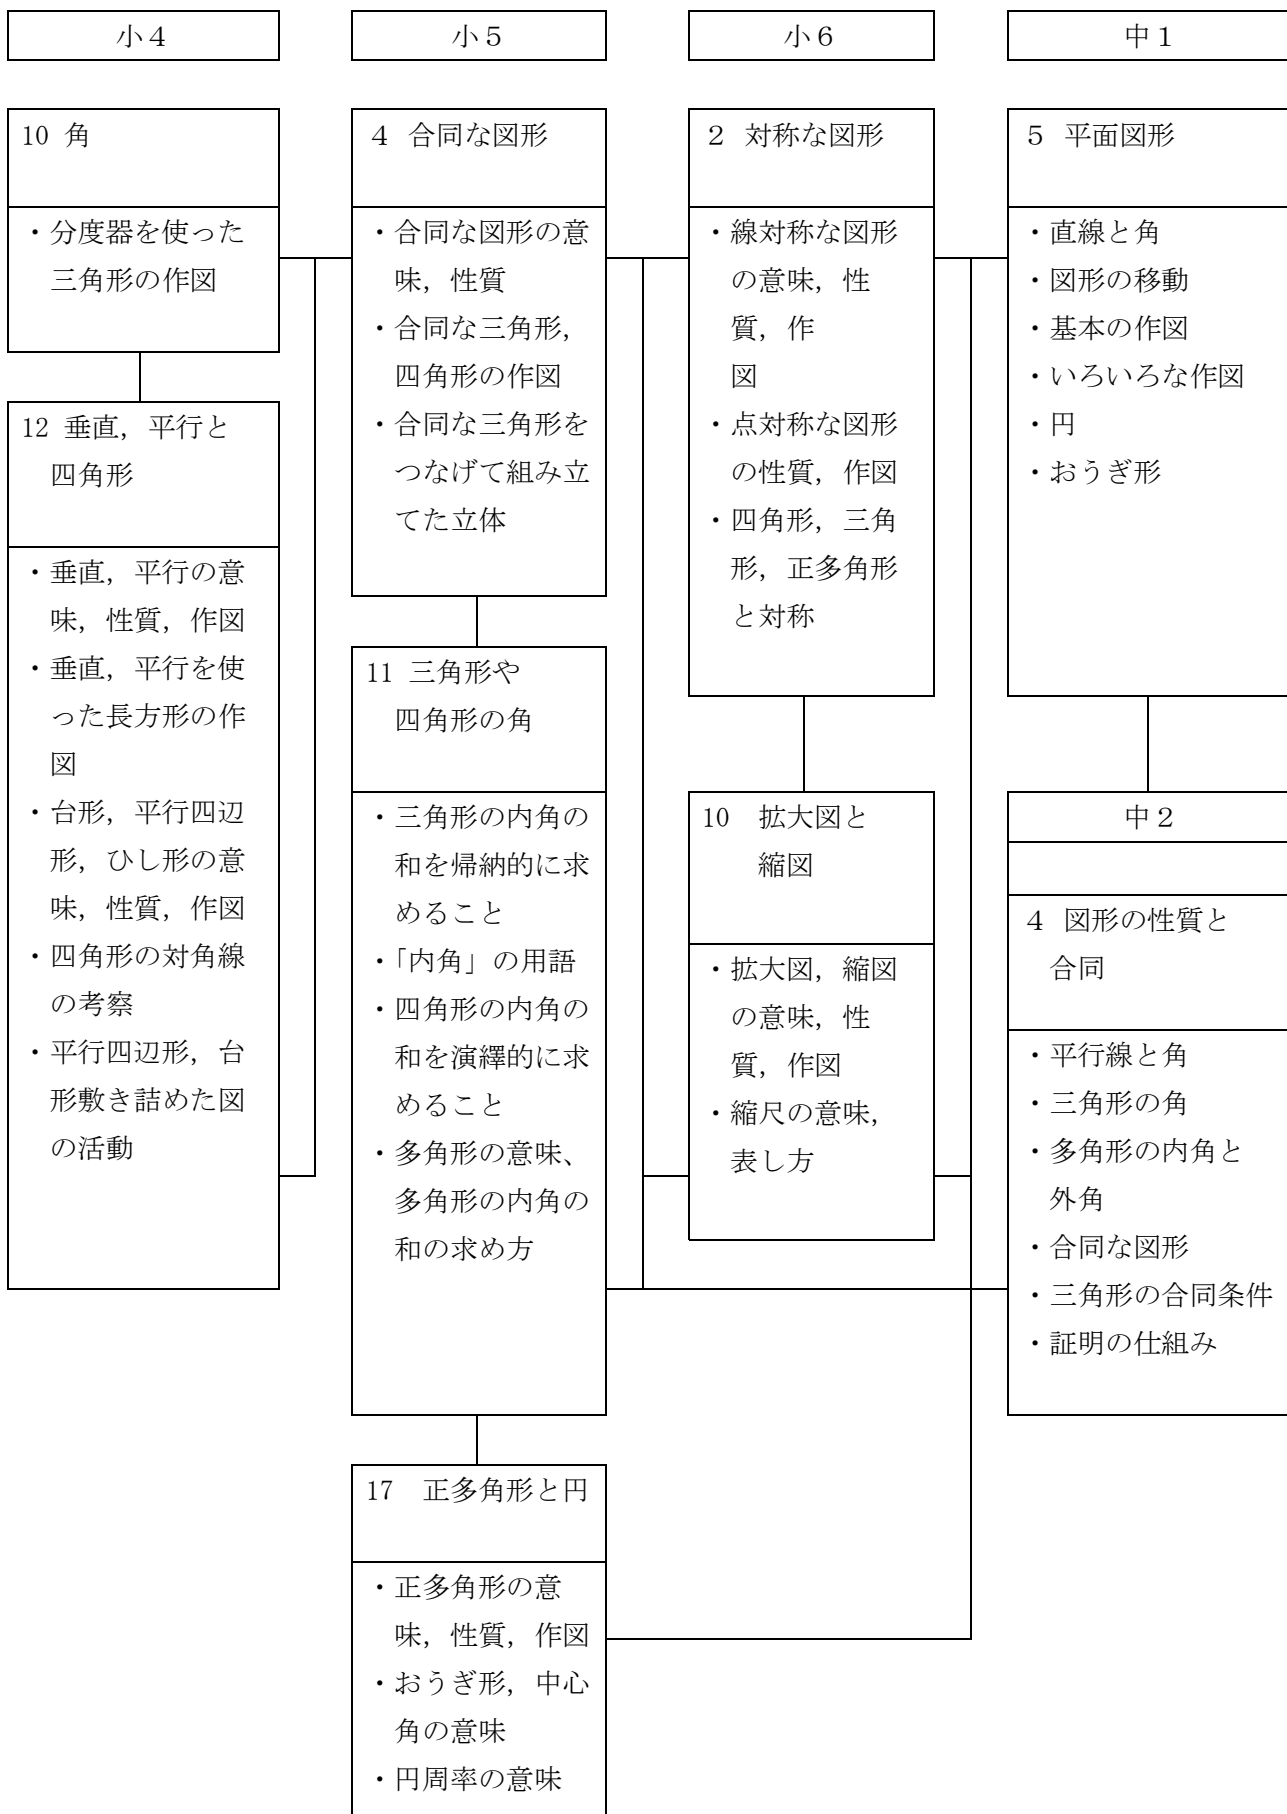 小４
小５
小６
中１
10 角
・分度器を使った
三角形の作図
12 垂直，平行と
四角形
・垂直，平行の意
味，性質，作図
・垂直，平行を使
った長方形の作
図
・台形，平行四辺
形，ひし形の意
味，性質，作図
・四角形の対角線
の考察
・平行四辺形，台
形敷き詰めた図
の活動
４ 合同な図形
・合同な図形の意
味，性質
・合同な三角形，
四角形の作図
・合同な三角形を
つなげて組み立
てた立体
11 三角形や
四角形の角
・三角形の内角の
和を帰納的に求
めること
・「内角」の用語
・四角形の内角の
和を演繹的に求
めること
・多角形の意味、
多角形の内角の
和の求め方
17　正多角形と円
・正多角形の意
味，性質，作図
・おうぎ形，中心
角の意味
・円周率の意味
２ 対称な図形
・線対称な図形
の意味，性
質，作
図
・点対称な図形
の性質，作図
・四角形，三角
形，正多角形
と対称
10　拡大図と
縮図
・拡大図，縮図
の意味，性
質，作図
・縮尺の意味，
表し方
５ 平面図形
・直線と角
・図形の移動
・基本の作図
・いろいろな作図
・円
・おうぎ形
中２
４ 図形の性質と
合同
・平行線と角
・三角形の角
・多角形の内角と
外角
・合同な図形
・三角形の合同条件
・証明の仕組み